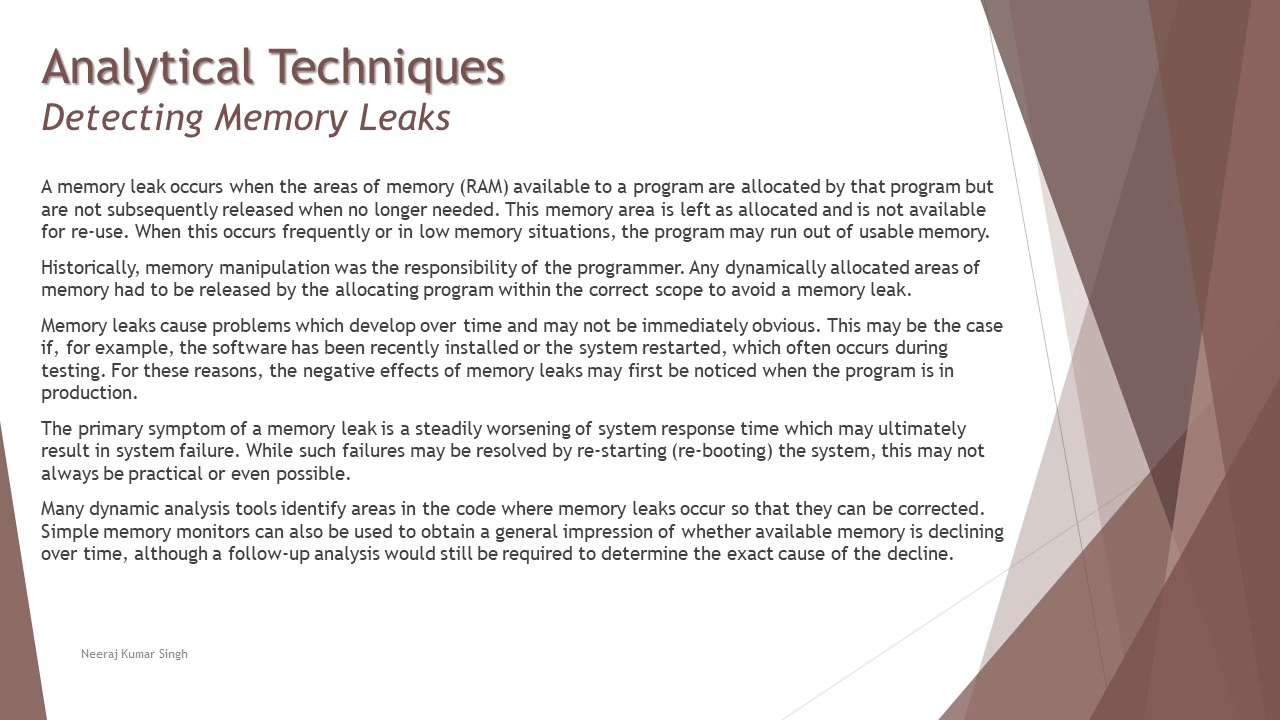 Analytical Techniques
Detecting Memory Leaks
A memory leak occurs when the areas of memory (RAM) available to a program are allocated by that program but
are not subsequently released when no longer needed. This memory area is left as allocated and is not available
for re-use. When this occurs frequently or in low memory situations, the program may run out of usable memory.
Historically, memory manipulation was the responsibility of the programmer. Any dynamically allocated areas of
memory had to be released by the allocating program within the correct scope to avoid a memory leak.
Memory leaks cause problems which develop over time and may not be immediately obvious. This may be the case
if, for example, the software has been recently installed or the system restarted, which often occurs during
testing. For these reasons, the negative effects of memory leaks may first be noticed when the program is in
production.
The primary symptom of a memory leak is a steadily worsening of system response time which may ultimately
result in system failure. While such failures may be resolved by re-starting (re-booting) the system, this may not
always be practical or even possible.
Many dynamic analysis tools identify areas in the code where memory leaks occur so that they can be corrected.
Simple memory monitors can also be used to obtain a general impression of whether available memory is declining
over time, although a follow-up analysis would still be required to determine the exact cause of the decline.
Neeraj Kumar Singh